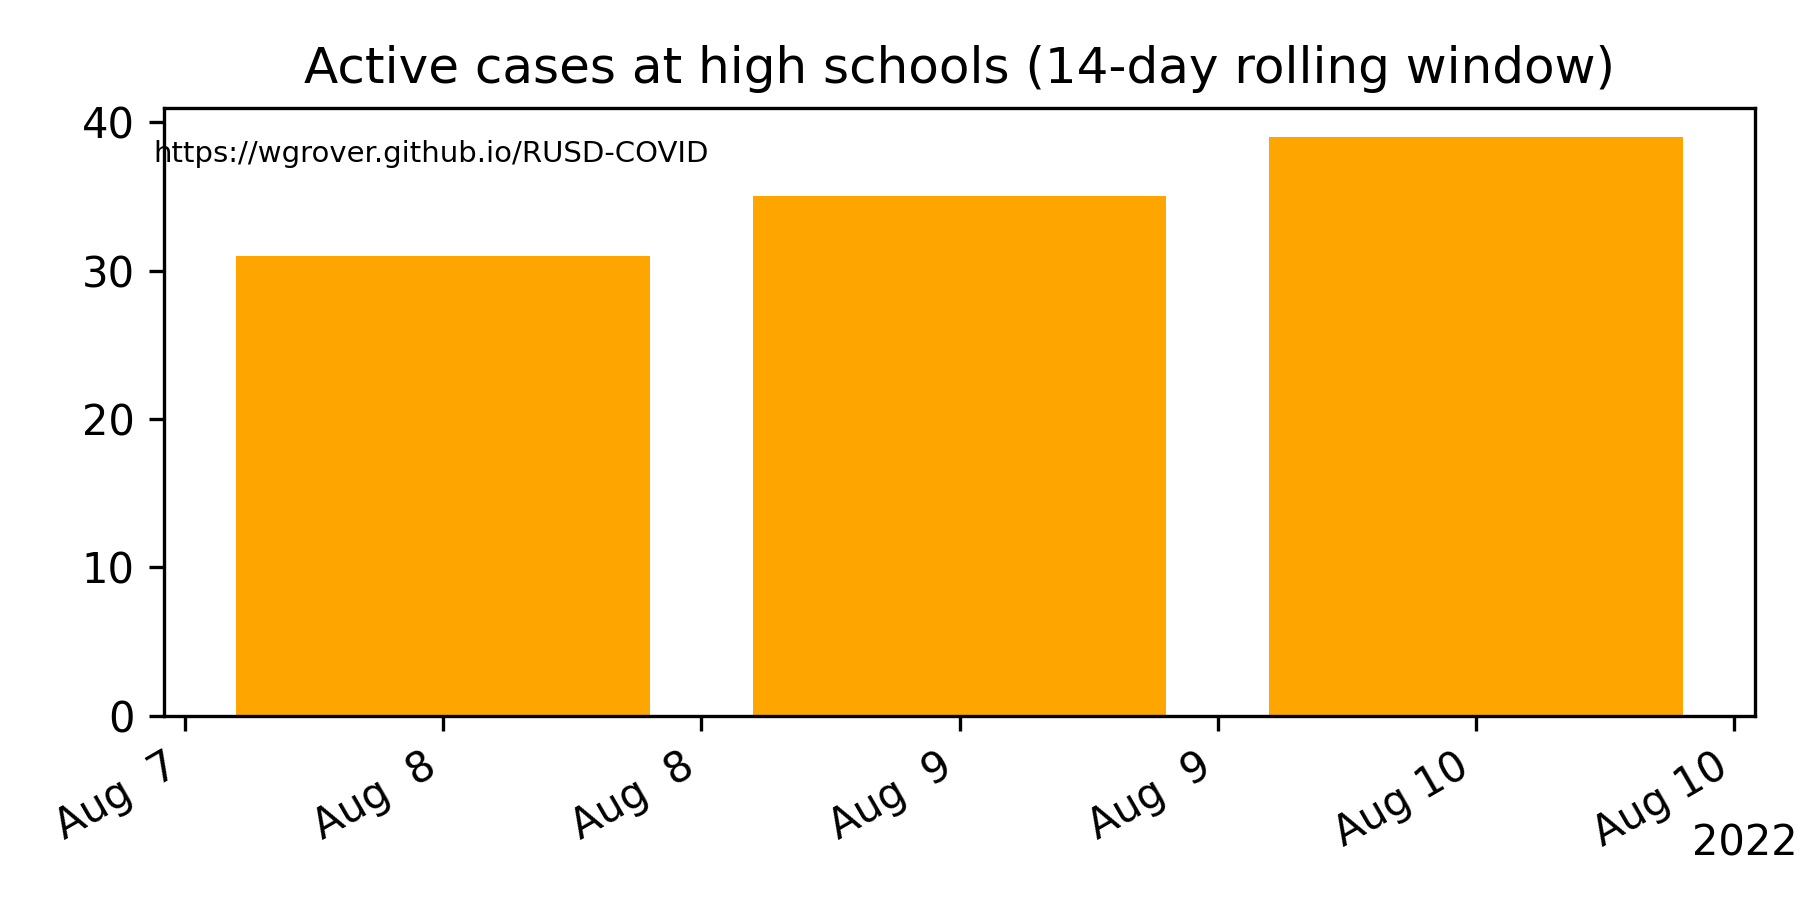 Active cases at high schools (14-day rolling window)
https://wgrover.github.io/RUSD-COVID
40
30
20
10
0
Aug 7
Aug 8
Aug 8
Aug 9
Aug 9
Aug 10
Aug 10
2022